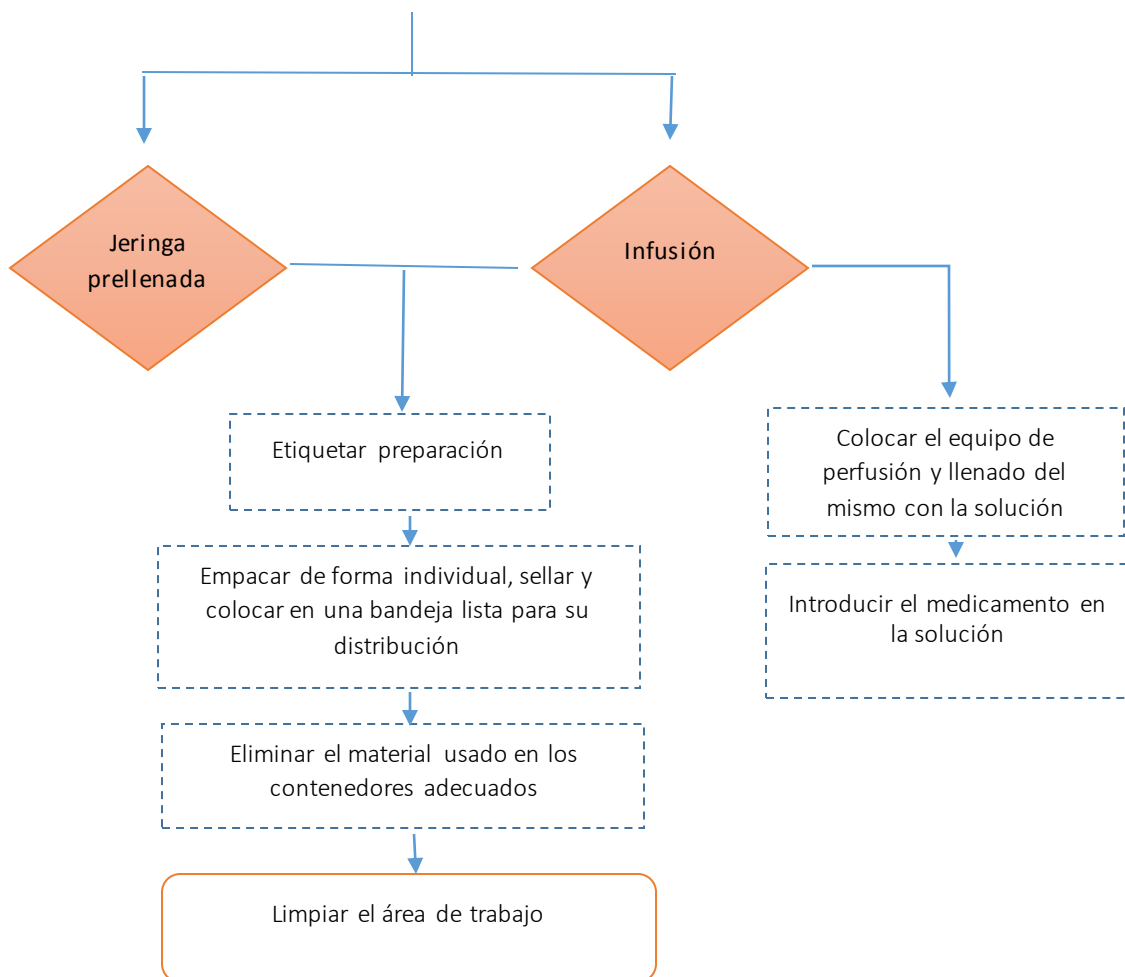 Jeringa
prellenada
Infusión
Etiquetar preparación
Colocar el equipo de
perfusión y llenado del
mismo con la solución
Empacar de forma individual, sellar y
colocar en una bandeja lista para su
distribución
Introducir el medicamento en
la solución
Eliminar el material usado en los
contenedores adecuados
Limpiar el área de trabajo